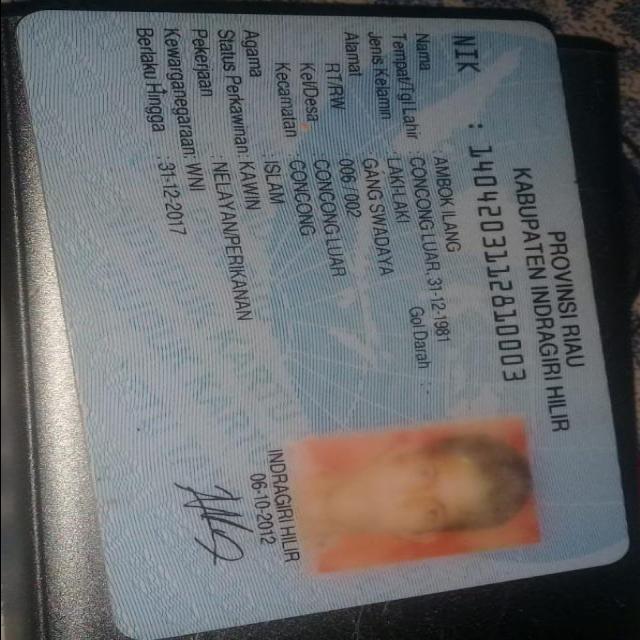 PROVINSI RIAU
KABUPATEN INDRAGIRI HILIR
NIK : 1404203112810003
Nama : AMBOK ILANG
Tempat/Tgl Lahir : CONCONG LUAR, 31-12-1981
Jenis Kelamin : LAKI-LAKI Gol Darah : -
Alamat : GANG SWADAYA
RT/RW : 006/002
Kel/Desa : CONCONG LUAR
Kecamatan : CONCONG
Agama : ISLAM
Status Perkawinan: KAWIN
Pekerjaan : NELAYAN/PERIKANAN
Kewarganegaraan: WNI
Berlaku Hingga : 31-12-2017
INDRAGIRI HILIR
06-10-2012